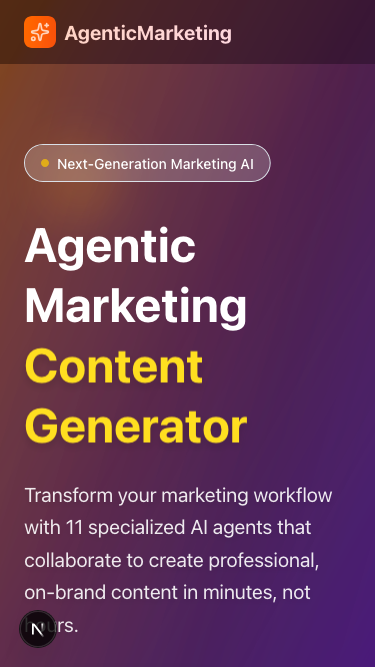 AgenticMarketing
Next-Generation Marketing AI
Agentic
Marketing
Content
Generator
Transform your marketing workflow
with 11 specialized AI agents that
collaborate to create professional,
on-brand content in minutes, not
hours.
N